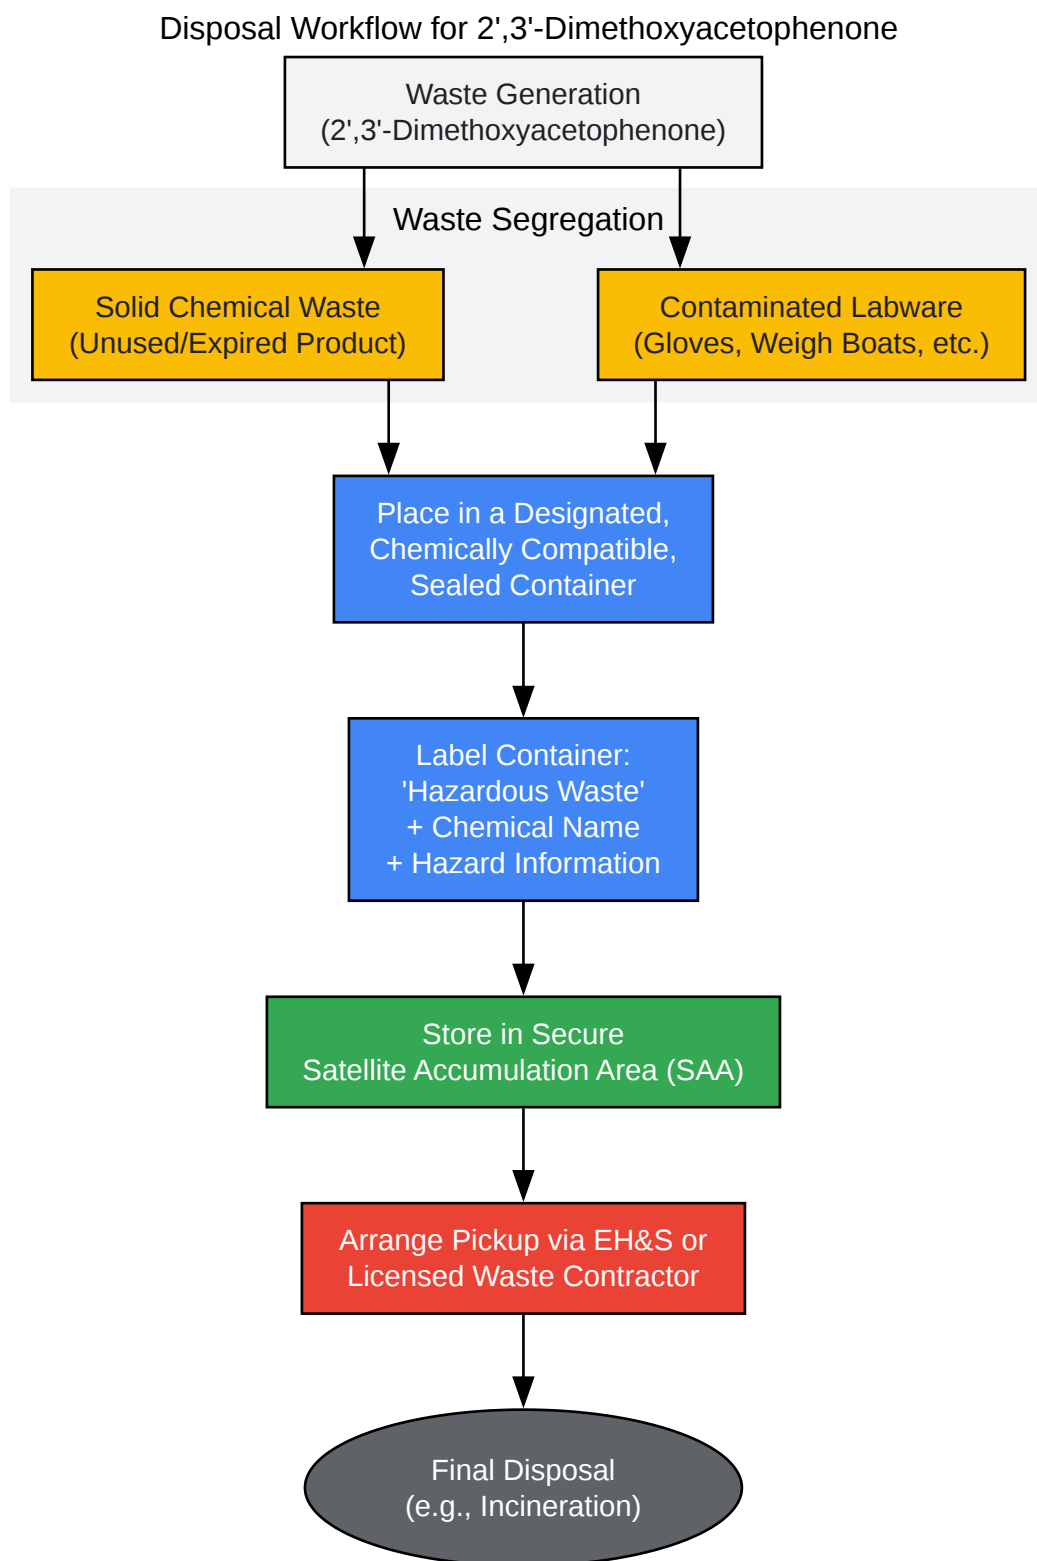 Disposal Workflow for 2',3'-Dimethoxyacetophenone
Waste Generation
(2',3'-Dimethoxyacetophenone)
Waste Segregation
Solid Chemical Waste
(Unused/Expired Product)
Contaminated Labware
(Gloves, Weigh Boats, etc.)
Place in a Designated,
Chemically Compatible,
Sealed Container
Label Container:
'Hazardous Waste'
+ Chemical Name
+ Hazard Information
Store in Secure
Satellite Accumulation Area (SAA)
Arrange Pickup via EH&S or
Licensed Waste Contractor
Final Disposal
(e.g., Incineration)